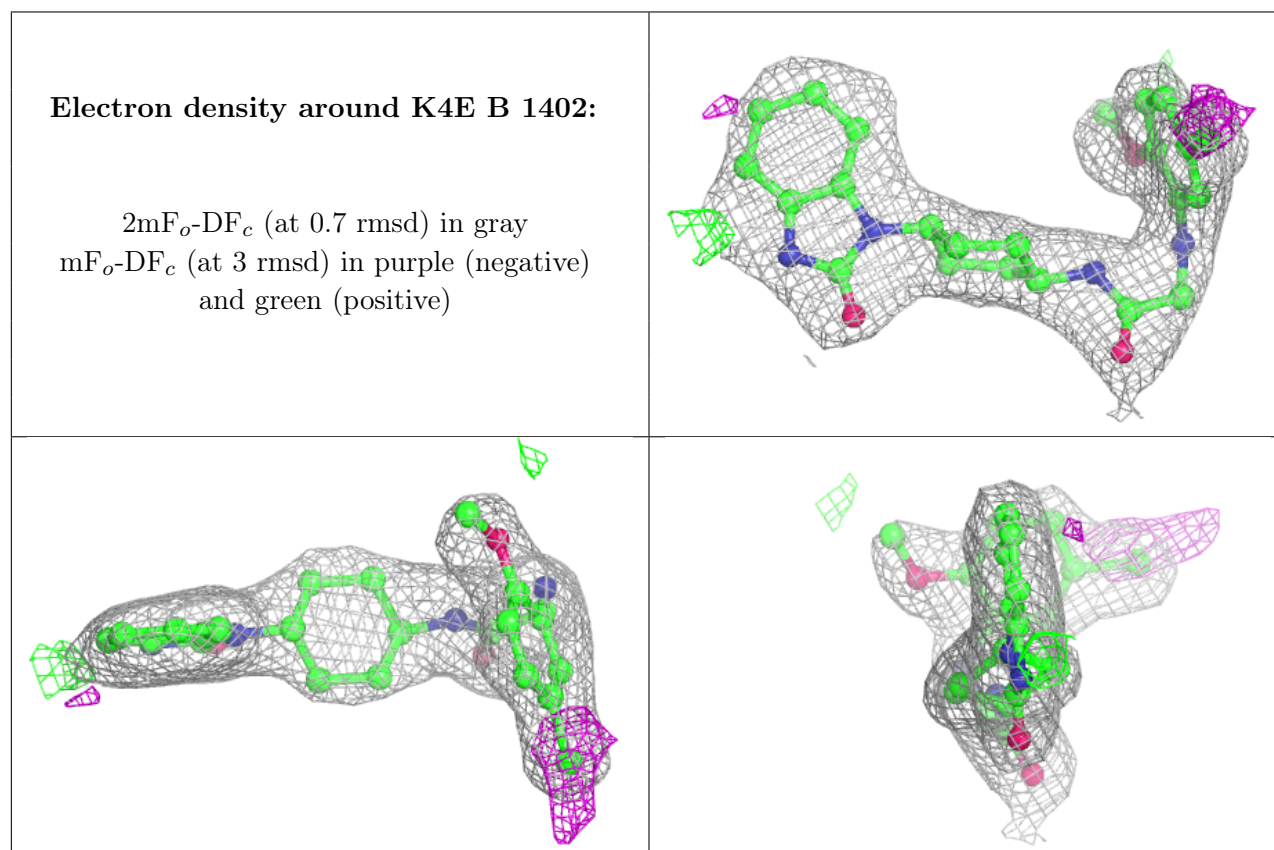 Electron density around K4E B 1402:
2mFo-DFc (at 0.7 rmsd) in gray
mFo-DFc (at 3 rmsd) in purple (negative)
and green (positive)